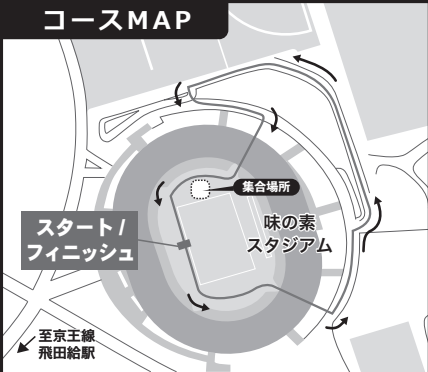 コースMAP
集合場所
味の素
スタジアム
スタート/
フィニッシュ
至京王線
飛田給駅